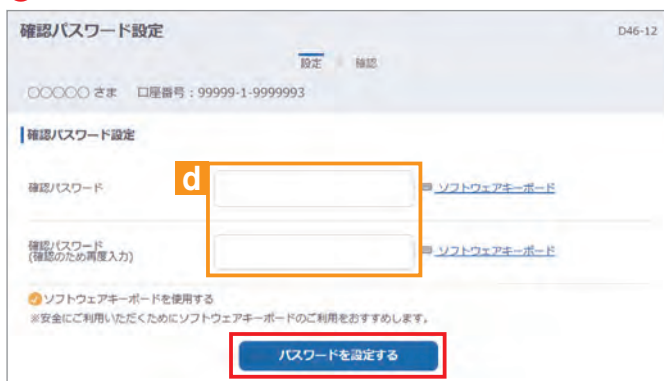 確認パスワード設定
D46-12
設定 確認
○○○○○ さま 口座番号：99999-1-9999993
確認パスワード設定
確認パスワード
d
ソフトウェアキーボード
確認パスワード
(確認のため再度入力)
ソフトウェアキーボード
ソフトウェアキーボードを使用する
※安全にご利用いただくためにソフトウェアキーボードのご利用をおすすめします。
パスワードを設定する